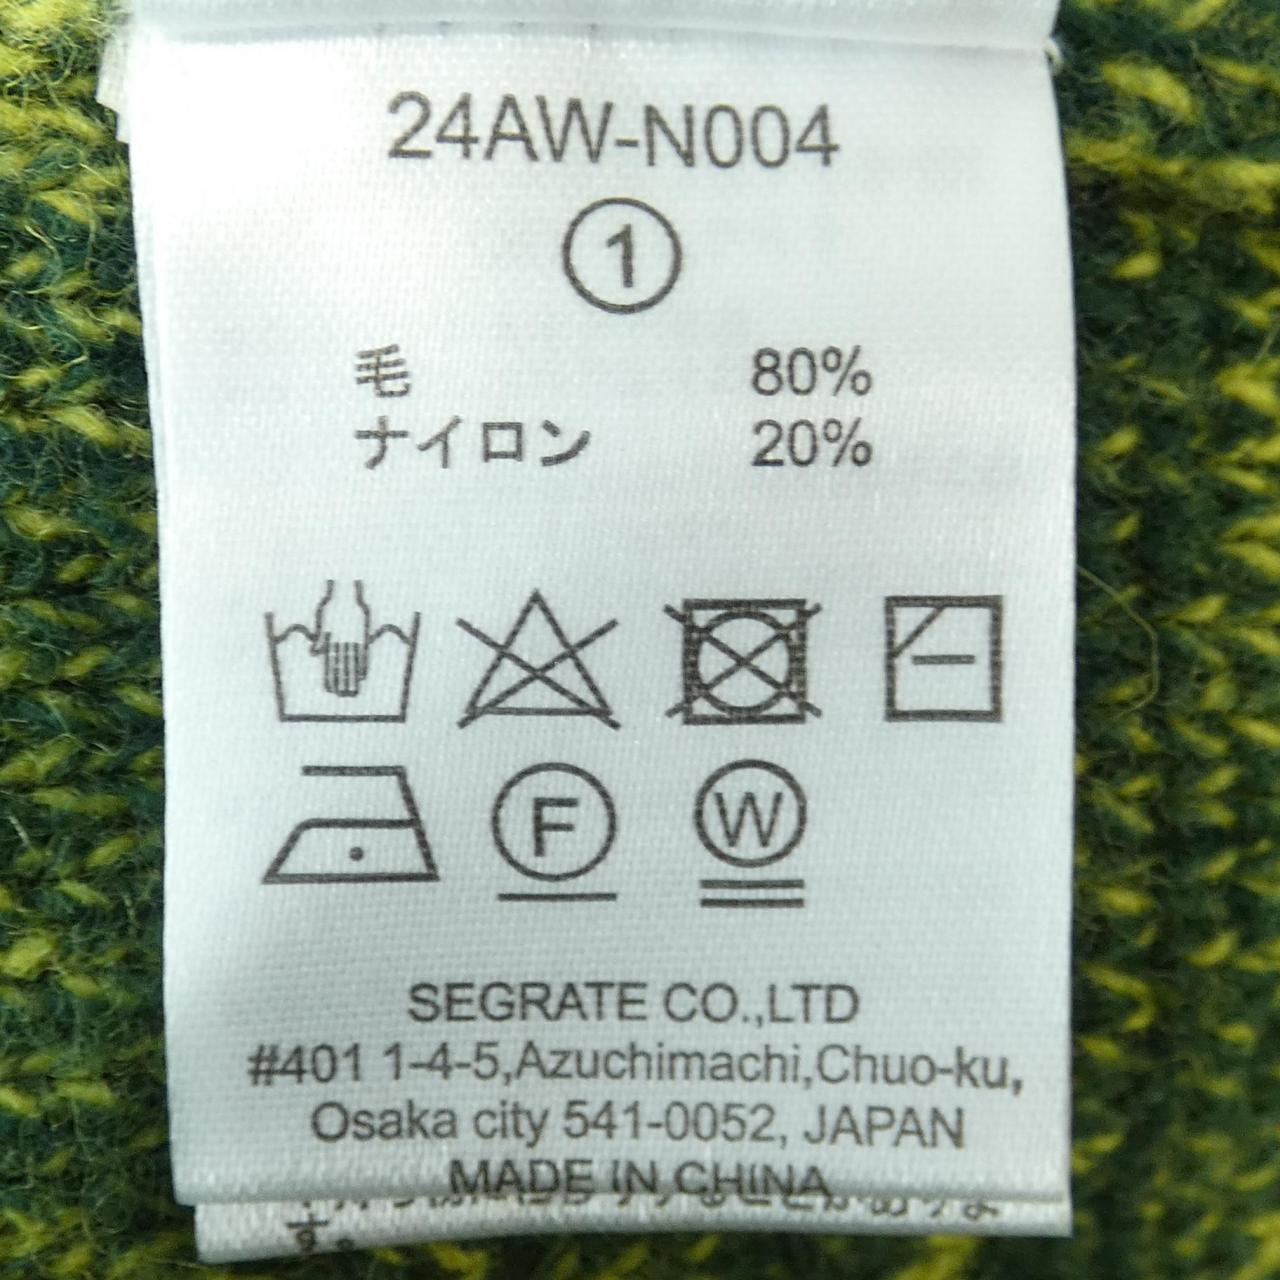 24AW-N004
①
毛 80%
ナイロン 20%
F W
SEGRATE CO.,LTD
#401 1-4-5,Azuchimachi,Chuo-ku,
Osaka city 541-0052, JAPAN
MADE IN CHINA
す。